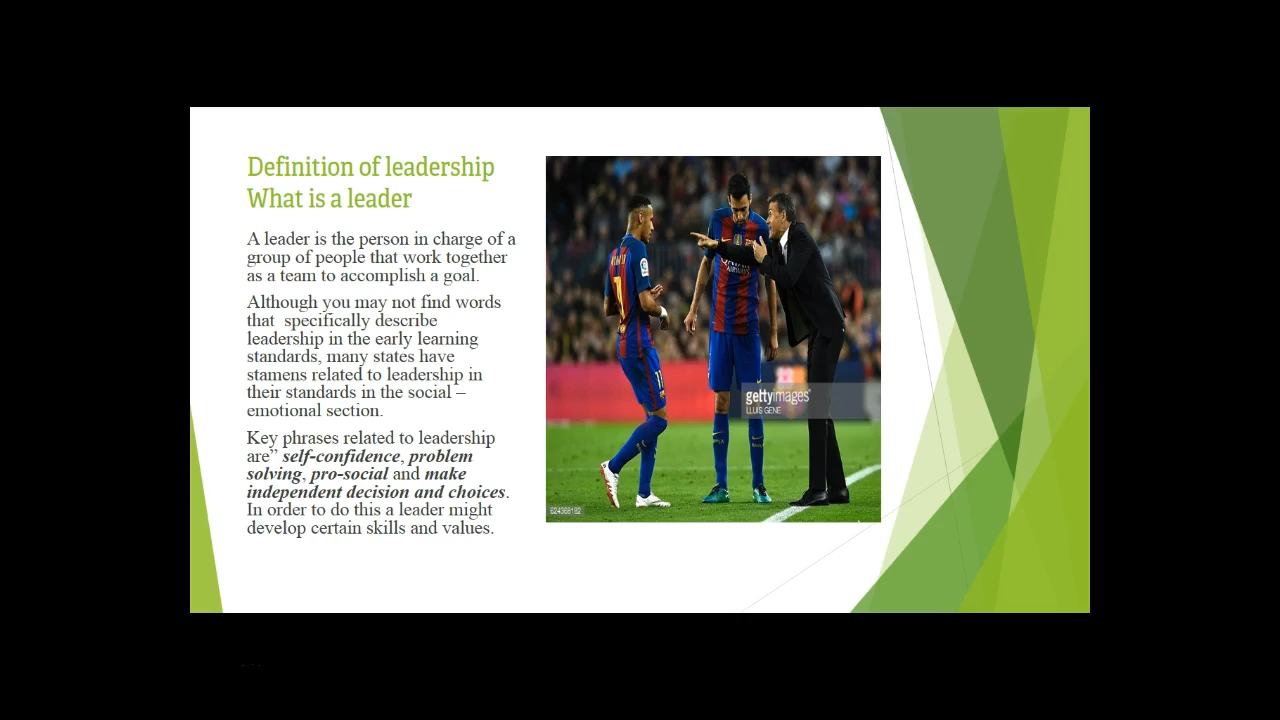 Definition of leadership
What is a leader
A leader is the person in charge of a
group of people that work together
as a team to accomplish a goal.
Although you may not find words
that specifically describe
leadership in the early learning
standards, many states have
stamens related to leadership in
their standards in the social –
emotional section.
Key phrases related to leadership
are” self-confidence, problem
solving, pro-social and make
independent decision and choices.
In order to do this a leader might
develop certain skills and values.
QATAR
AIRWAYS
11
gettyimages®
LLUIS GENE
624366182